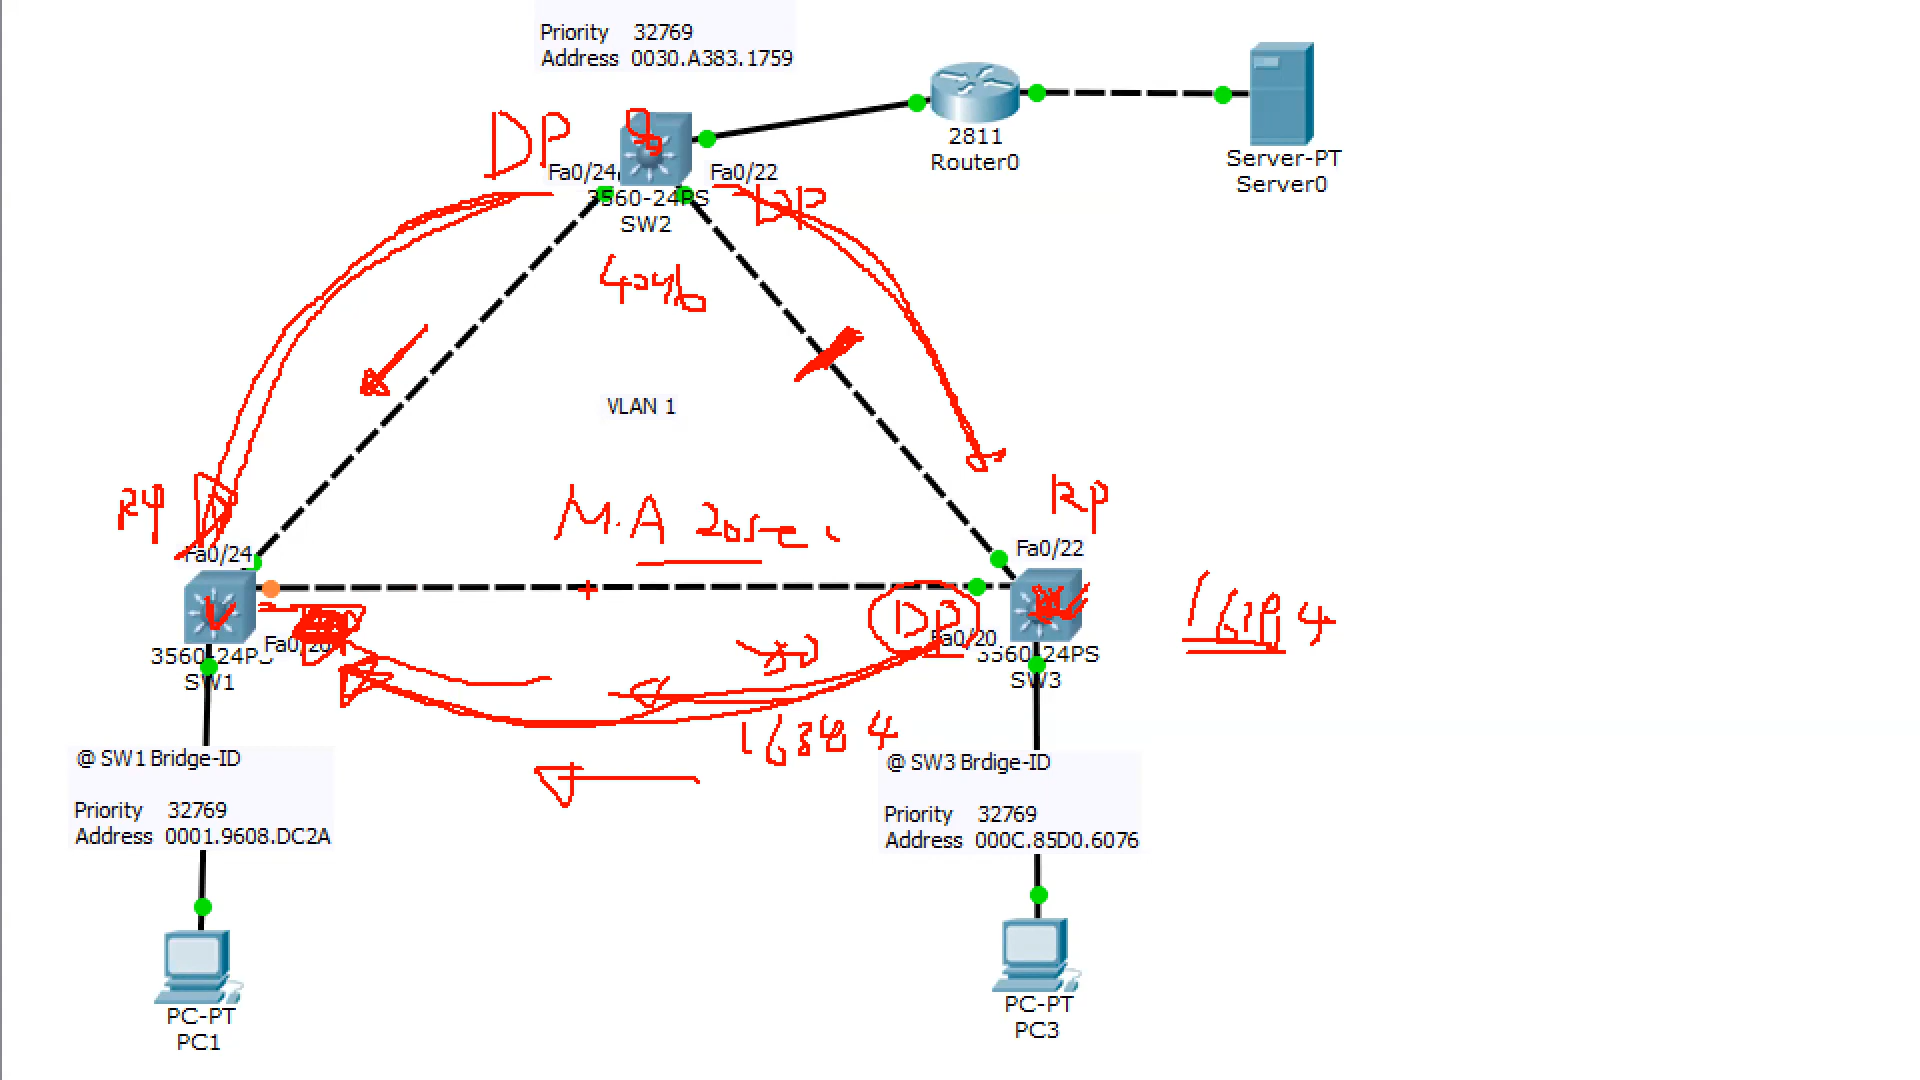 Priority 32769
Address 0030.A383.1759
2811
Router0
Server-PT
Server0
DP
Fa0/24
Fa0/22
DP
3560-24PS
SW2
4096
VLAN 1
RP
RP
M.A 20sec
Fa0/24
Fa0/22
DP
Fa0/20
Fa0/20
3560-24PS
3560-24PS
16384
SW1
SW3
16384
@ SW1 Bridge-ID
Priority 32769
Address 0001.9608.DC2A
@ SW3 Brdige-ID
Priority 32769
Address 000C.85D0.6076
PC-PT
PC1
PC-PT
PC3